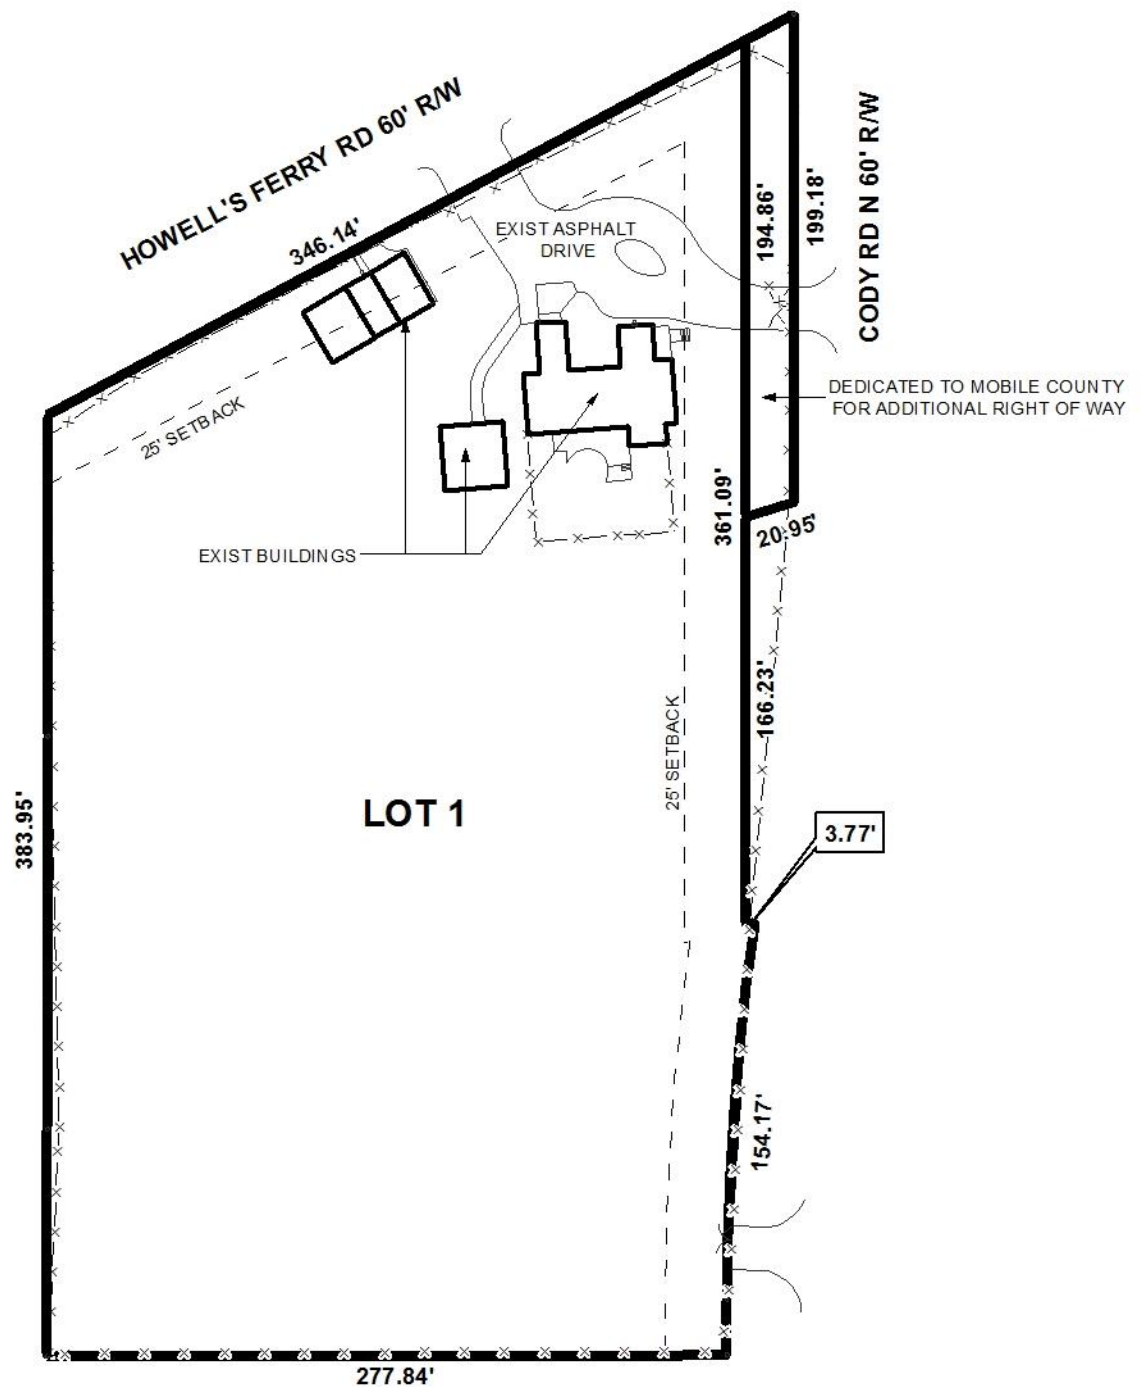 HOWELL'S FERRY RD 60' R/W
346.14'
CODY RD N 60' R/W
194.86'
199.18'
EXIST ASPHALT
DRIVE
DEDICATED TO MOBILE COUNTY
FOR ADDITIONAL RIGHT OF WAY
25' SETBACK
361.09'
20.95'
EXIST BUILDINGS
166.23'
25' SETBACK
LOT 1
383.95'
3.77'
154.17'
277.84'